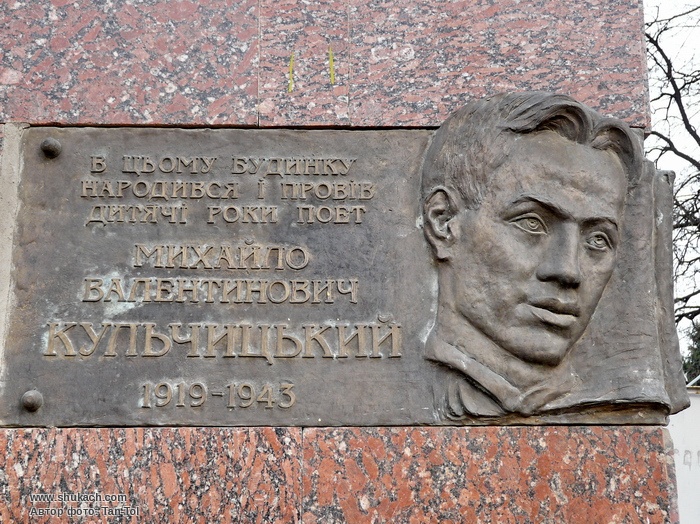 В ЦЬОМУ БУДИНКУ
НАРОДИВСЯ І ПРОВІВ
ДИТЯЧІ РОКИ ПОЕТ
МИХАЙЛО
ВАЛЕНТИНОВИЧ
КУЛЬЧИЦЬКИЙ
1919-1943
www.shukach.com
Автор фото: Tan-Tol